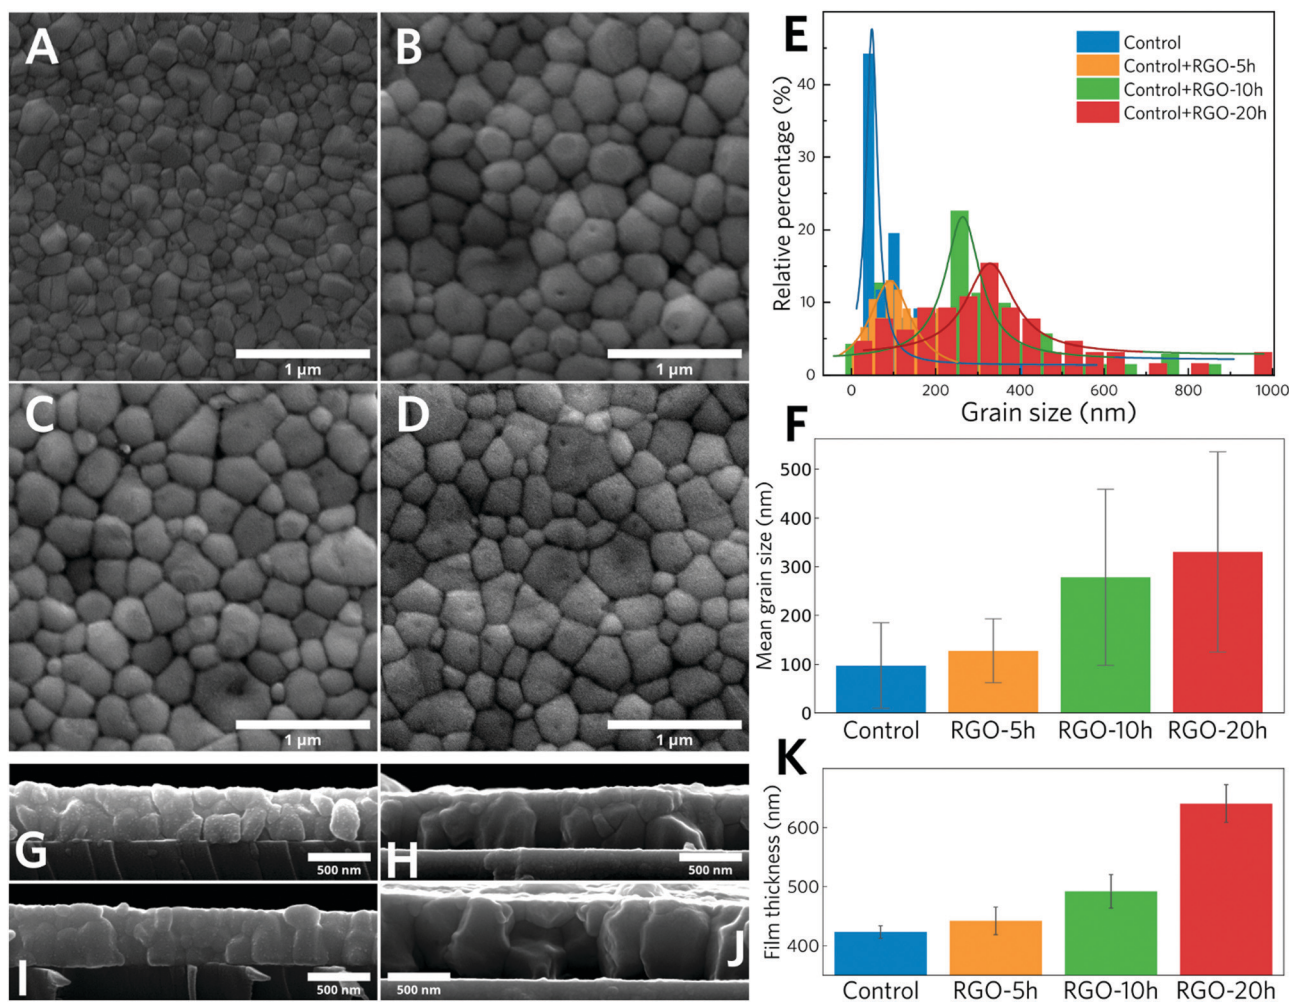 A
1 µm
B
1 µm
C
1 µm
D
1 µm
E
Control
Control+RGO-5h
Control+RGO-10h
Control+RGO-20h
Relative percentage (%)
40
30
20
10
0
0
200
400
600
800
1000
Grain size (nm)
F
Mean grain size (nm)
500
400
300
200
100
0
Control
RGO-5h
RGO-10h
RGO-20h
G
500 nm
H
500 nm
I
500 nm
J
500 nm
K
Film thickness (nm)
600
500
400
Control
RGO-5h
RGO-10h
RGO-20h